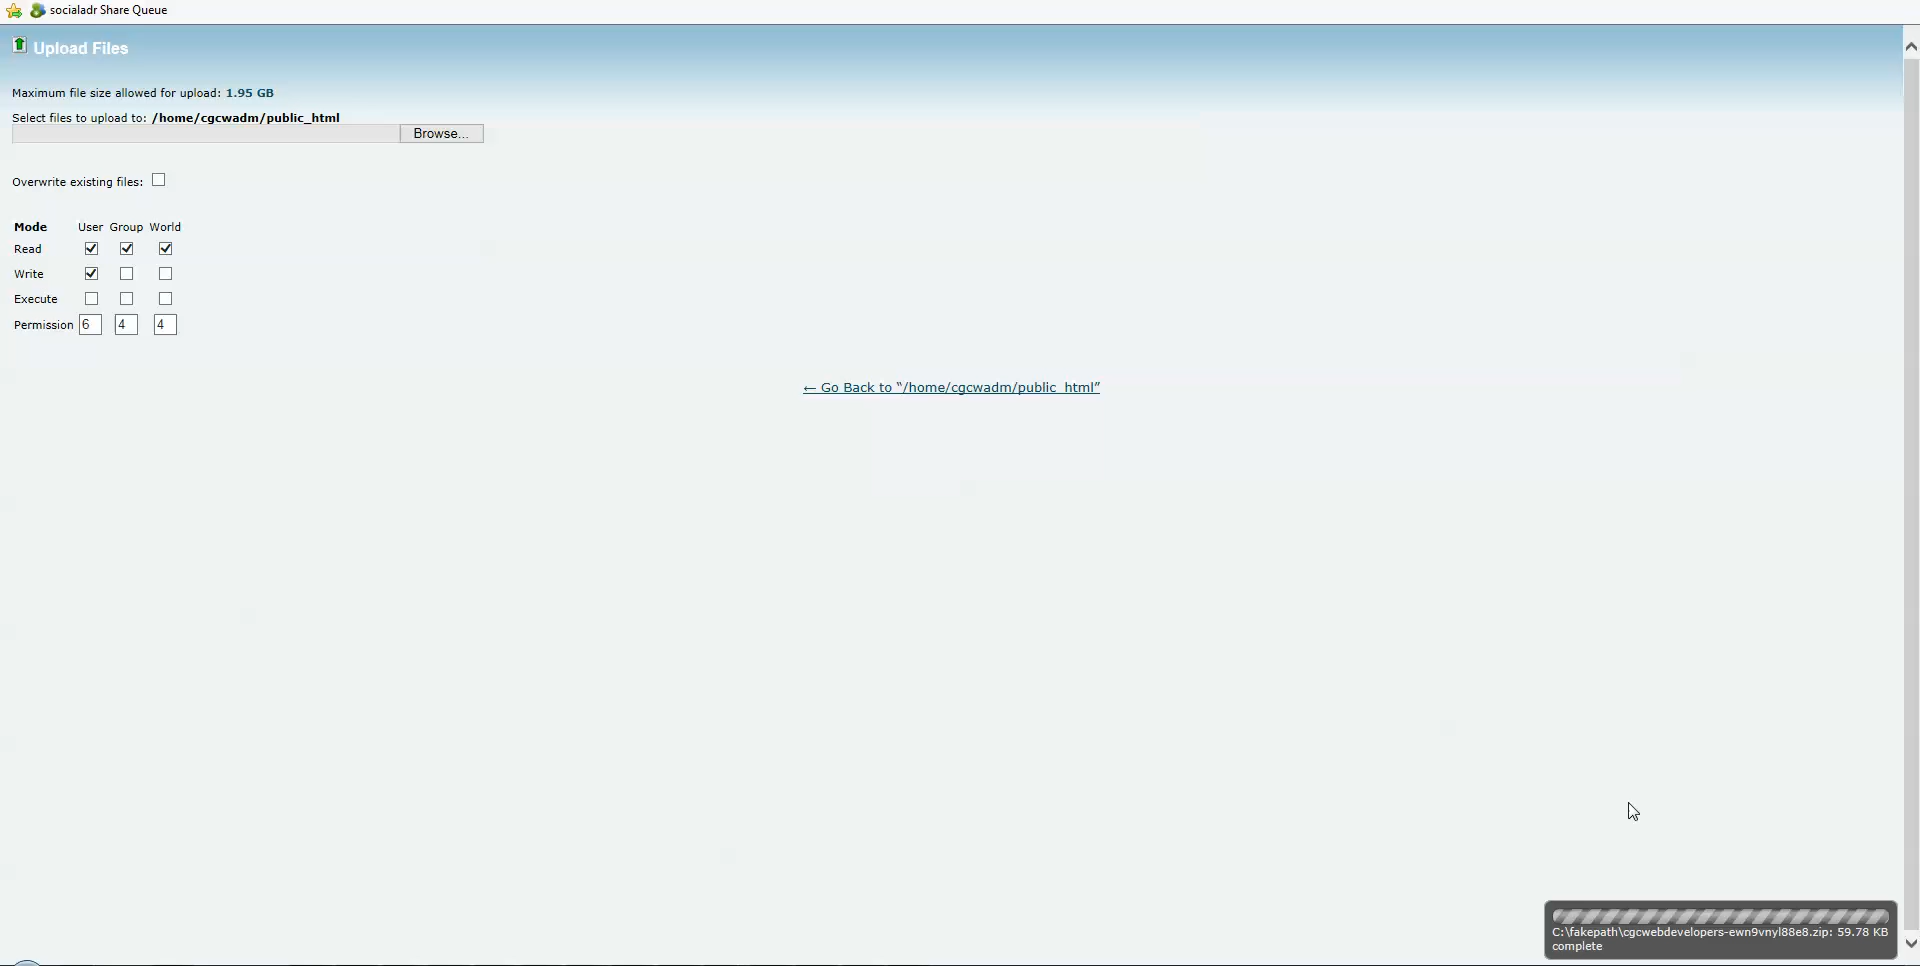 socialadr Share Queue
Upload Files
Maximum file size allowed for upload: 1.95 GB
Select files to upload to: /home/cgcwadm/public_html
Browse...
Overwrite existing files:
Mode User Group World
Read
Write
Execute
Permission 6 4 4
← Go Back to “/home/cgcwadm/public_html”
C:\fakepath\cgcwebdevelopers-ewn9vnyl88e8.zip: 59.78 KB
complete